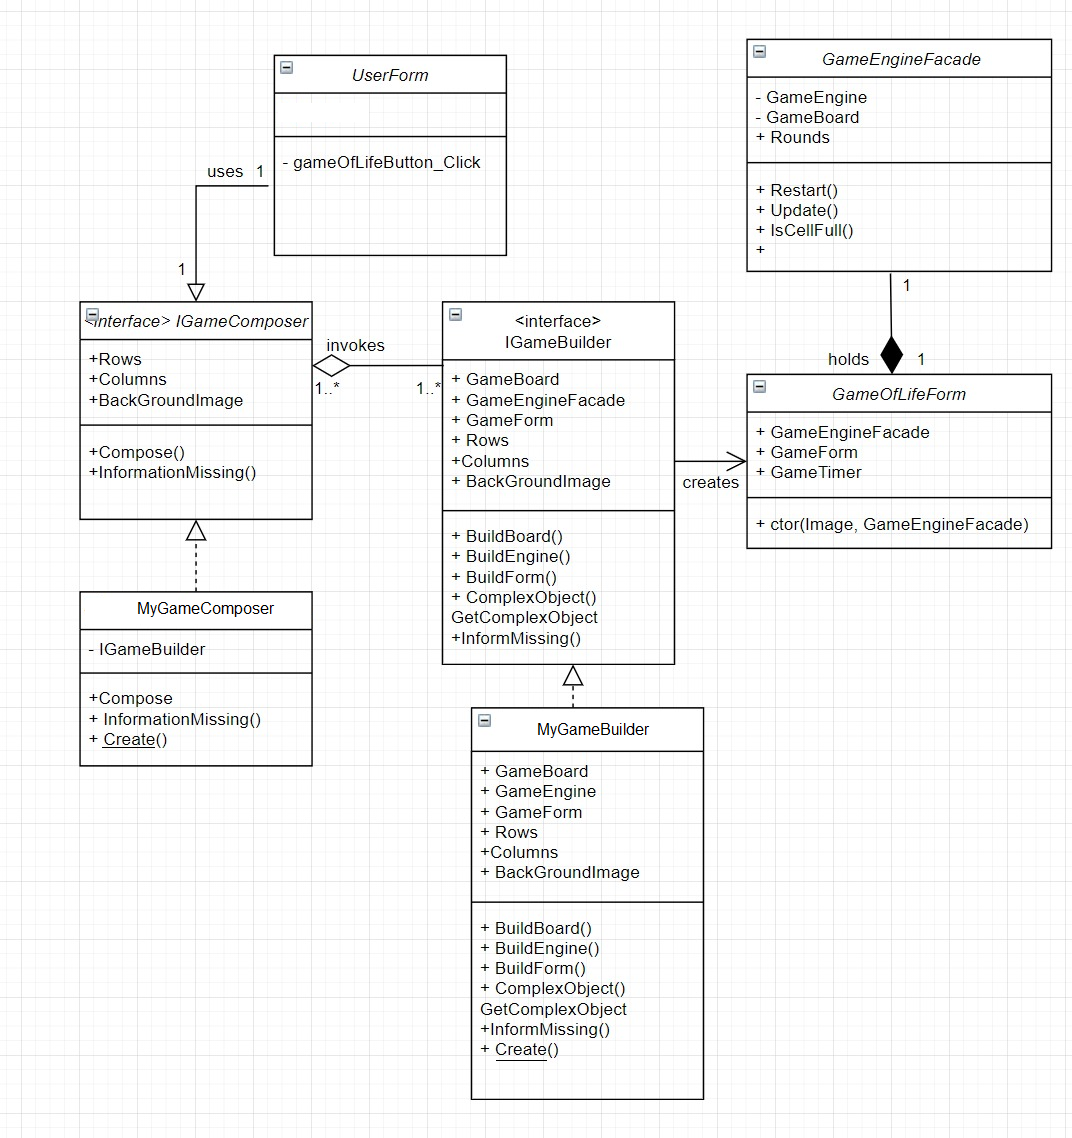 UserForm
- gameOfLifeButton_Click
uses 1
1
<interface> IGameComposer
+Rows
+Columns
+BackGroundImage
+Compose()
+InformationMissing()
invokes
1..*
1..*
MyGameComposer
- IGameBuilder
+Compose
+ InformationMissing()
+ Create()
<interface>
IGameBuilder
+ GameBoard
+ GameEngineFacade
+ GameForm
+ Rows
+Columns
+ BackGroundImage
+ BuildBoard()
+ BuildEngine()
+ BuildForm()
+ ComplexObject()
GetComplexObject
+InformMissing()
creates
MyGameBuilder
+ GameBoard
+ GameEngine
+ GameForm
+ Rows
+Columns
+ BackGroundImage
+ BuildBoard()
+ BuildEngine()
+ BuildForm()
+ ComplexObject()
GetComplexObject
+InformMissing()
+ Create()
GameEngineFacade
- GameEngine
- GameBoard
+ Rounds
+ Restart()
+ Update()
+ IsCellFull()
+
1
holds 1
GameOfLifeForm
+ GameEngineFacade
+ GameForm
+ GameTimer
+ ctor(Image, GameEngineFacade)